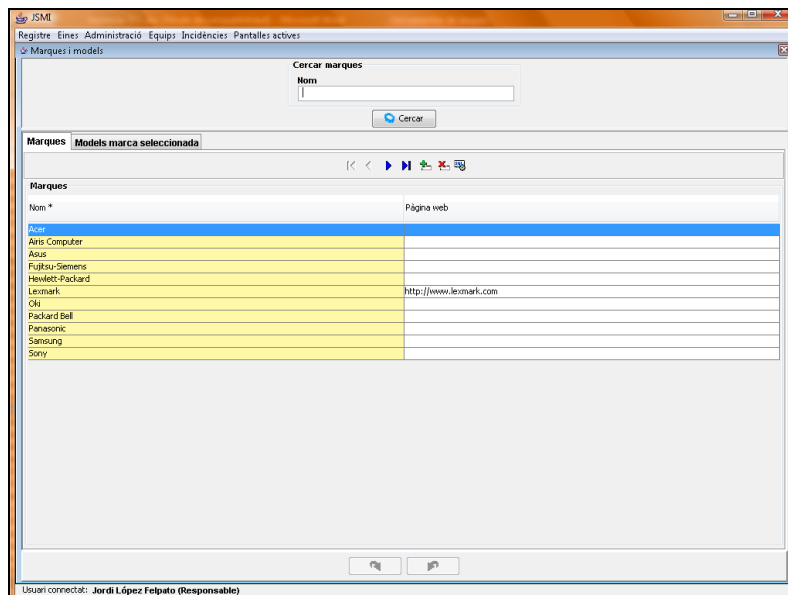 JSMI
Registre Eines Administració Equips Incidències Pantalles actives
Marques i models
Cercar marques
Nom
Cercar
Marques Models marca seleccionada
Marques
Nom * Pàgina web
Acer
Airis Computer
Asus
Fujitsu-Siemens
Hewlett-Packard
Lexmark http://www.lexmark.com
Oki
Packard Bell
Panasonic
Samsung
Sony
Usuari connectat: Jordi López Felpato (Responsable)